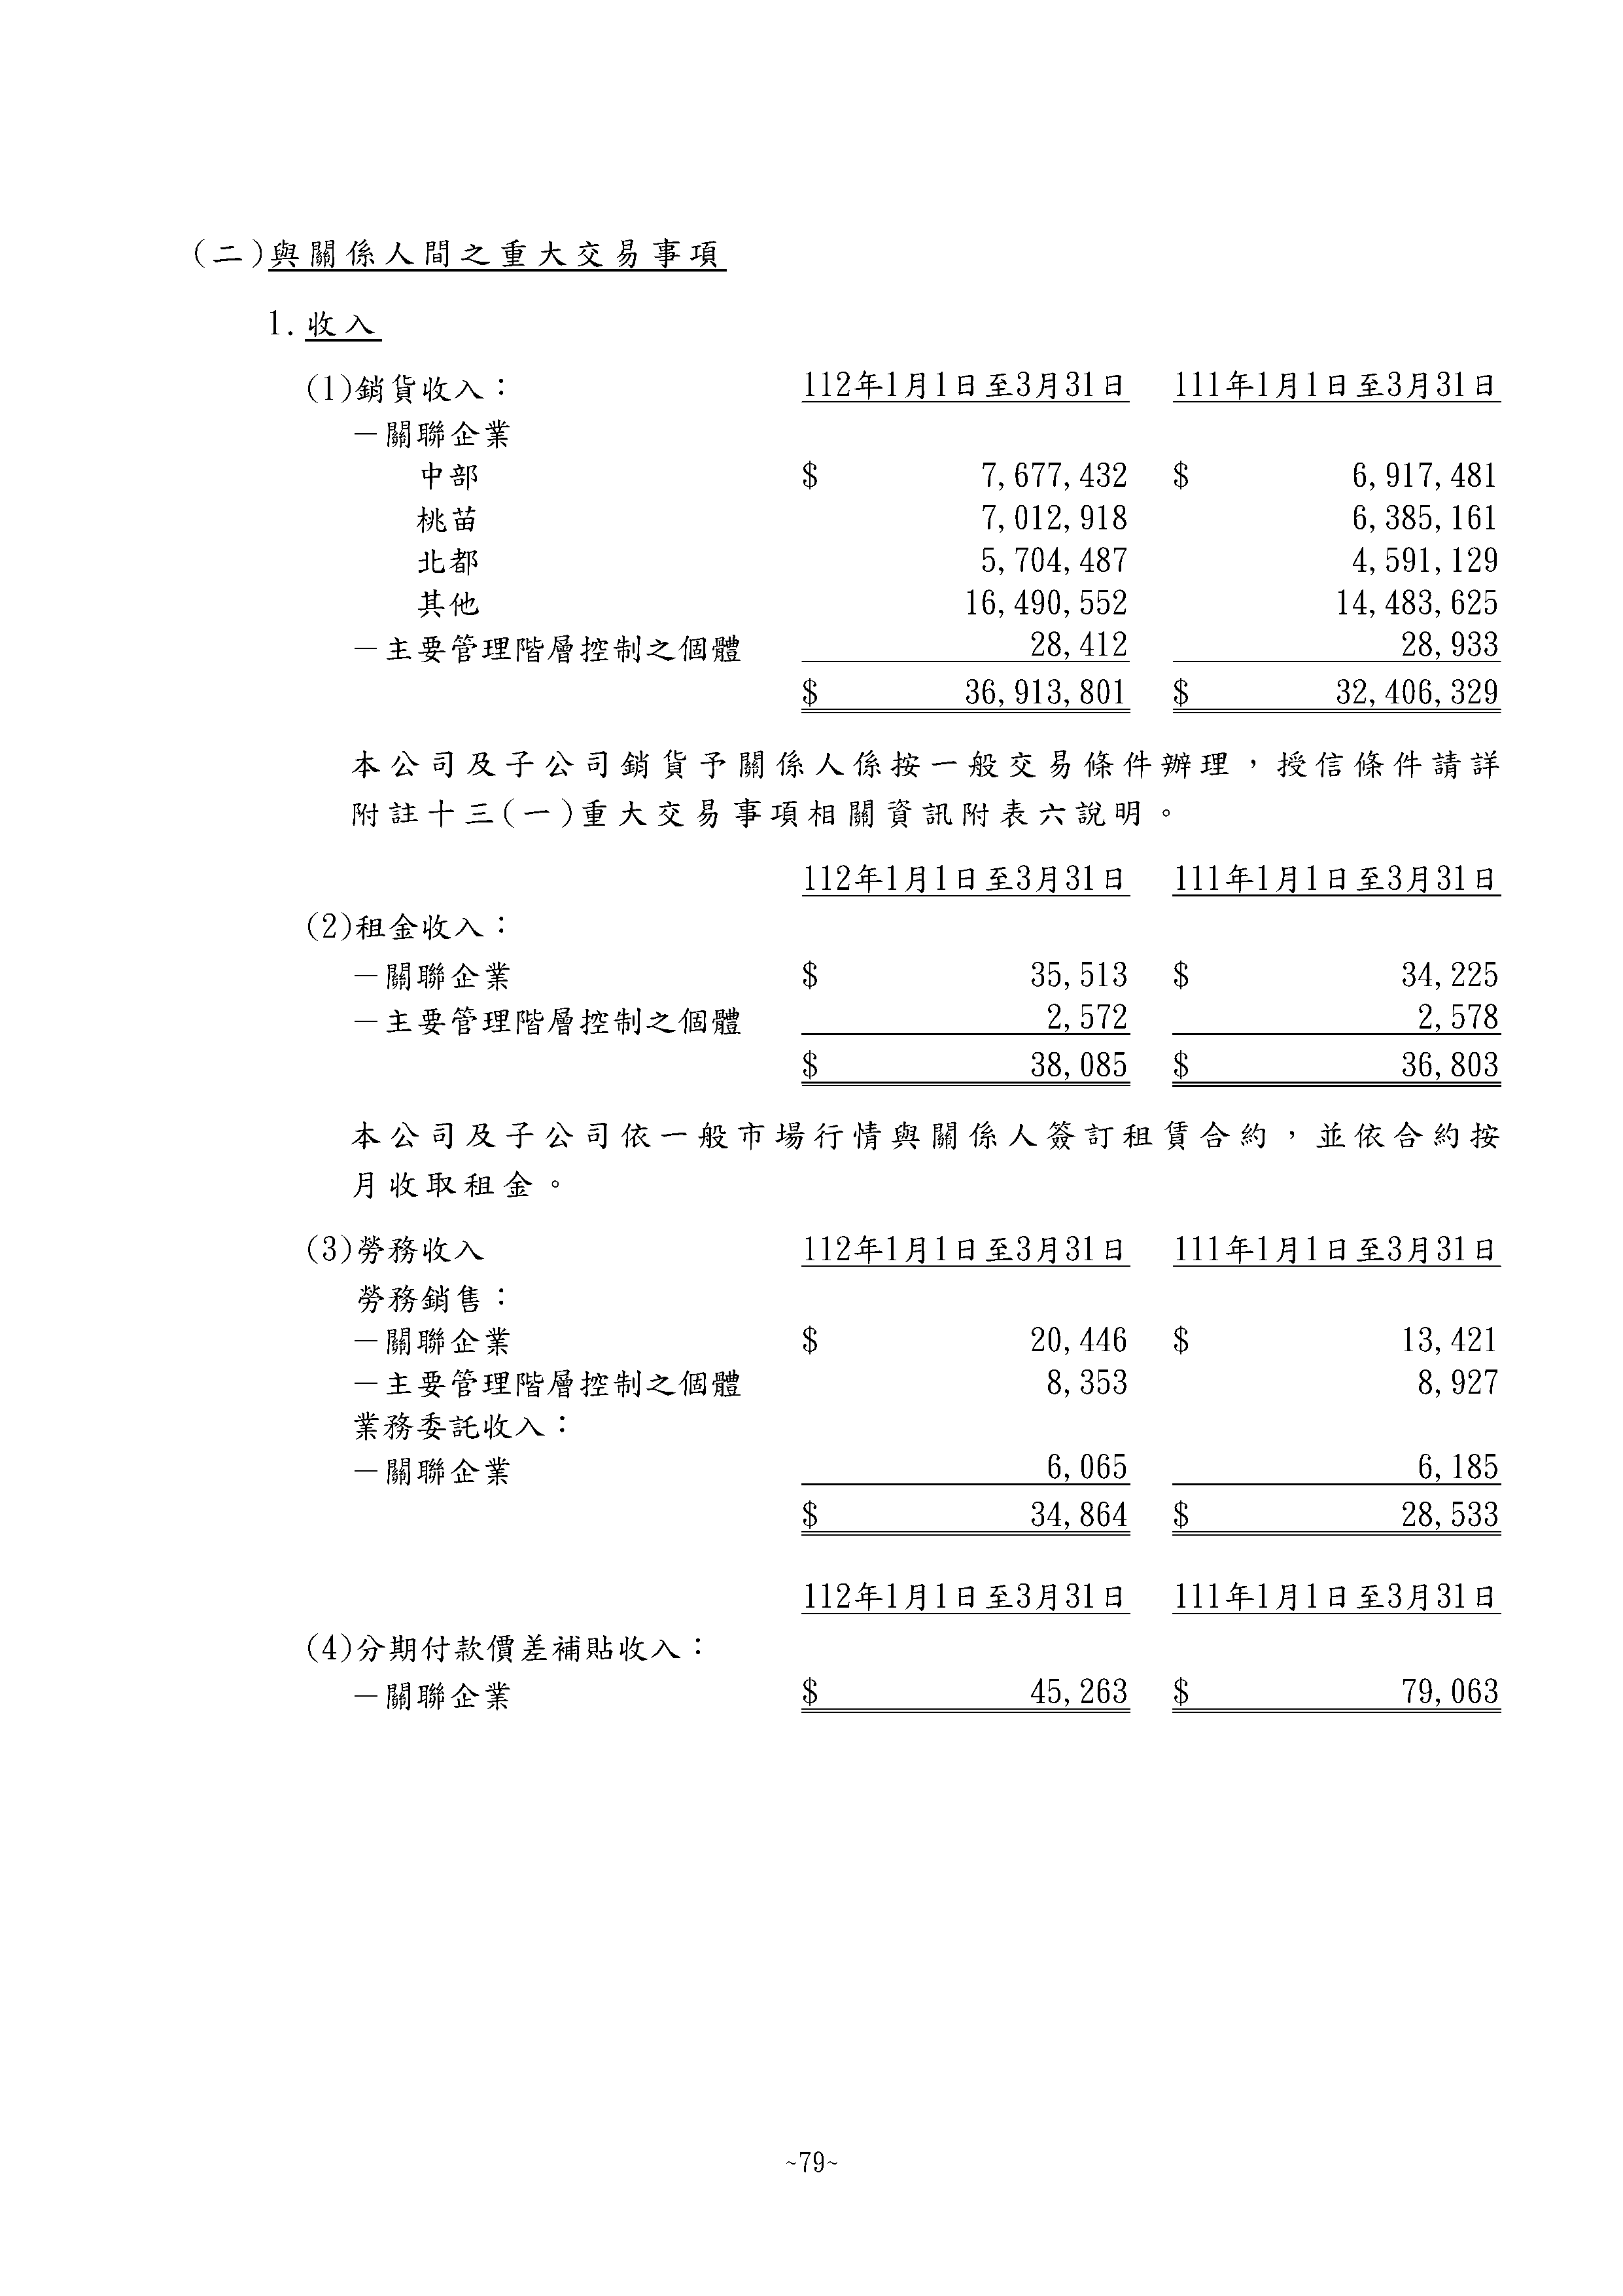 (二)與關係人間之重大交易事項
1.收入
(1)銷貨收入： 112年1月1日至3月31日 111年1月1日至3月31日
－關聯企業
中部 $ 7,677,432 $ 6,917,481
桃苗 7,012,918 6,385,161
北都 5,704,487 4,591,129
其他 16,490,552 14,483,625
－主要管理階層控制之個體 28,412 28,933
$ 36,913,801 $ 32,406,329
本公司及子公司銷貨予關係人係按一般交易條件辦理，授信條件請詳
附註十三(一)重大交易事項相關資訊附表六說明。
112年1月1日至3月31日 111年1月1日至3月31日
(2)租金收入：
－關聯企業 $ 35,513 $ 34,225
－主要管理階層控制之個體 2,572 2,578
$ 38,085 $ 36,803
本公司及子公司依一般市場行情與關係人簽訂租賃合約，並依合約按
月收取租金。
(3)勞務收入 112年1月1日至3月31日 111年1月1日至3月31日
勞務銷售：
－關聯企業 $ 20,446 $ 13,421
－主要管理階層控制之個體 8,353 8,927
業務委託收入：
－關聯企業 6,065 6,185
$ 34,864 $ 28,533
112年1月1日至3月31日 111年1月1日至3月31日
(4)分期付款價差補貼收入：
－關聯企業 $ 45,263 $ 79,063
~79~